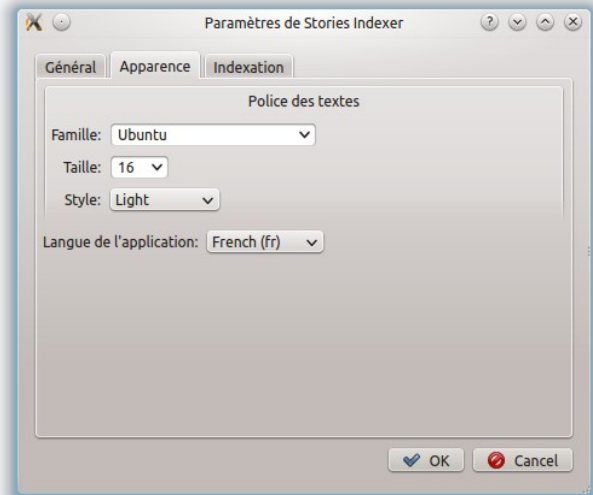 Paramètres de Stories Indexer
Général Apparence Indexation
Police des textes
Famille: Ubuntu
Taille: 16
Style: Light
Langue de l'application: French (fr)
OK Cancel